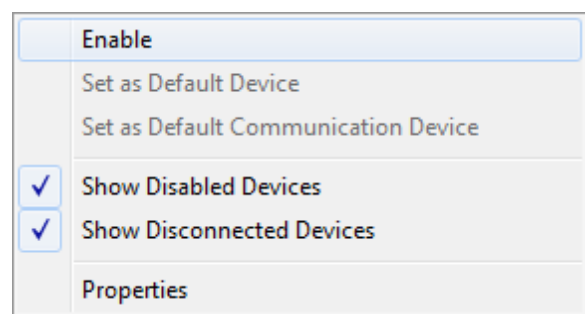 Enable
Set as Default Device
Set as Default Communication Device
Show Disabled Devices
Show Disconnected Devices
Properties